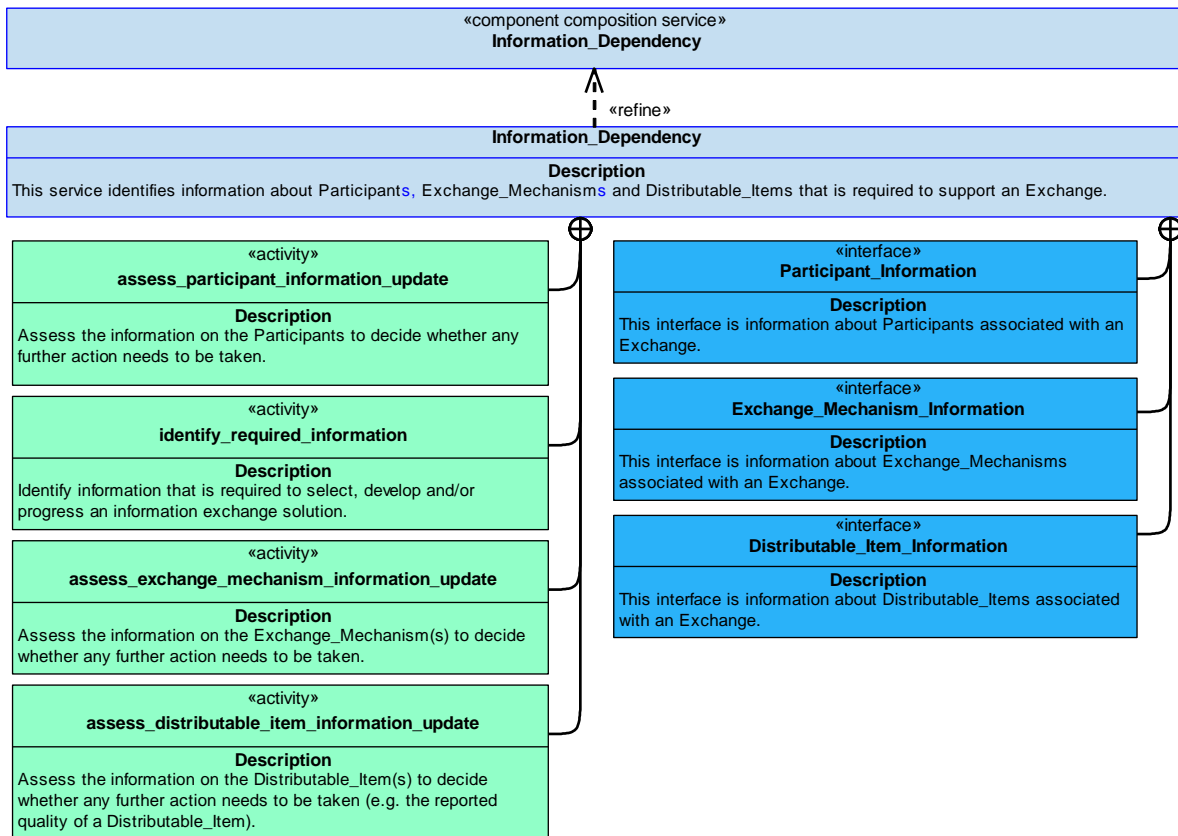 «component composition service»
Information_Dependency
«refine»
Information_Dependency
Description
This service identifies information about Participants, Exchange_Mechanisms and Distributable_Items that is required to support an Exchange.
«activity»
assess_participant_information_update
Description
Assess the information on the Participants to decide whether any
further action needs to be taken.
«activity»
identify_required_information
Description
Identify information that is required to select, develop and/or
progress an information exchange solution.
«activity»
assess_exchange_mechanism_information_update
Description
Assess the information on the Exchange_Mechanism(s) to decide
whether any further action needs to be taken.
«activity»
assess_distributable_item_information_update
Description
Assess the information on the Distributable_Item(s) to decide
whether any further action needs to be taken (e.g. the reported
quality of a Distributable_Item).
«interface»
Participant_Information
Description
This interface is information about Participants associated with an
Exchange.
«interface»
Exchange_Mechanism_Information
Description
This interface is information about Exchange_Mechanisms
associated with an Exchange.
«interface»
Distributable_Item_Information
Description
This interface is information about Distributable_Items associated
with an Exchange.